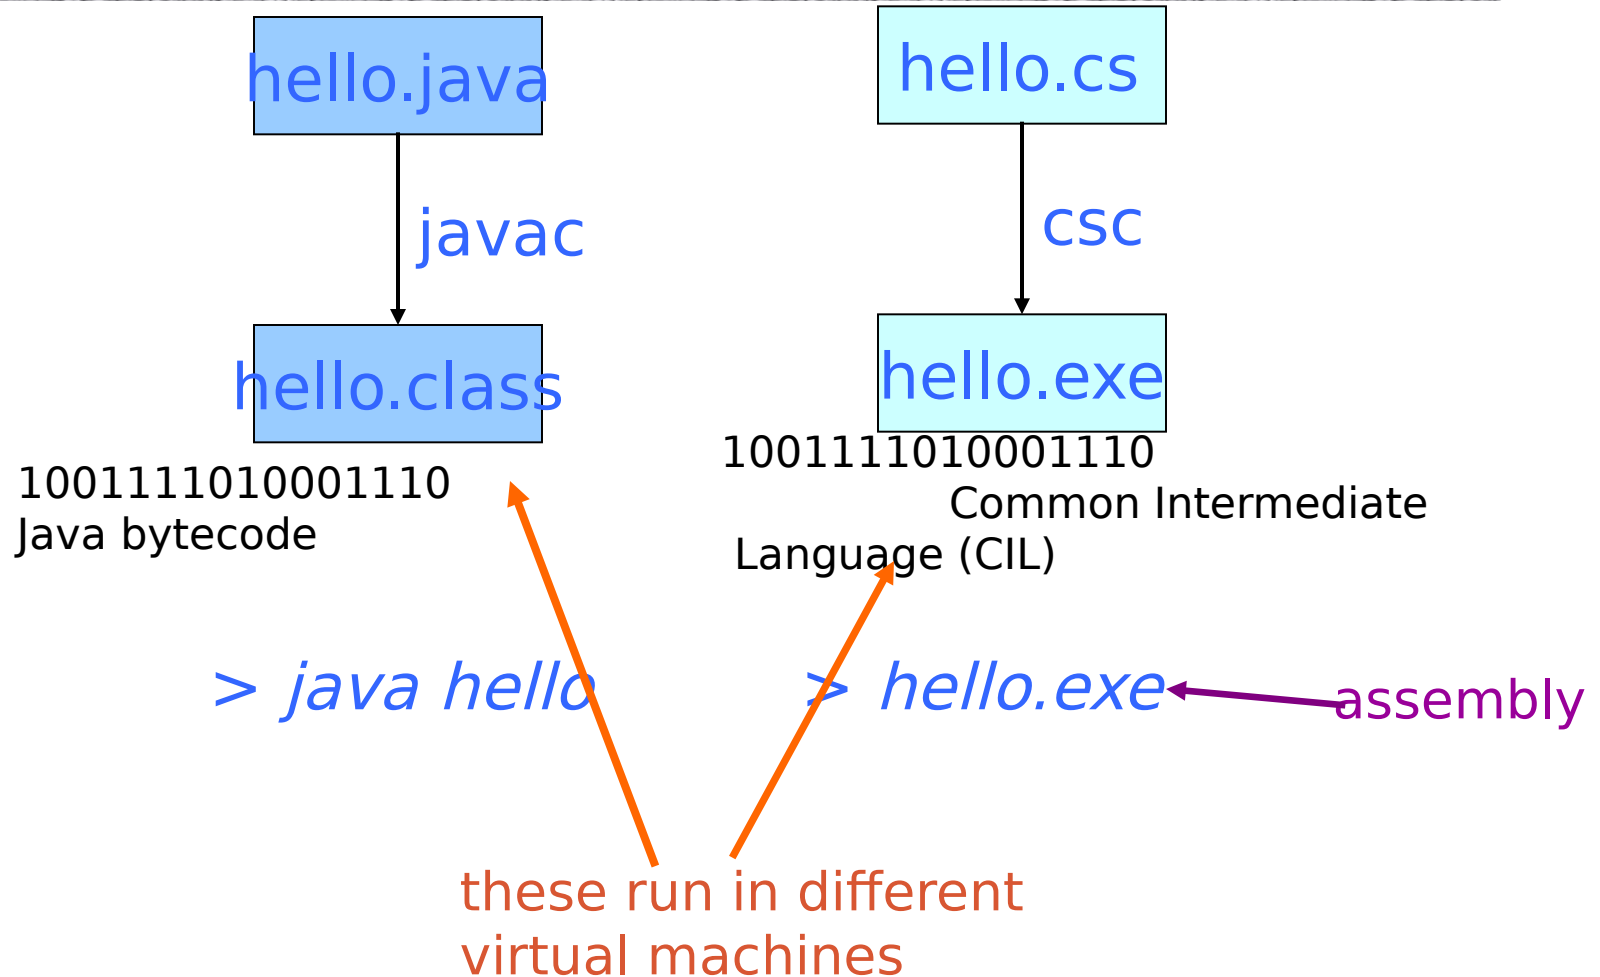 hello.java
javac
hello.class
1001111010001110
Java bytecode
> java hello
hello.cs
csc
hello.exe
1001111010001110
Common Intermediate
Language (CIL)
> hello.exe
assembly
these run in different
virtual machines